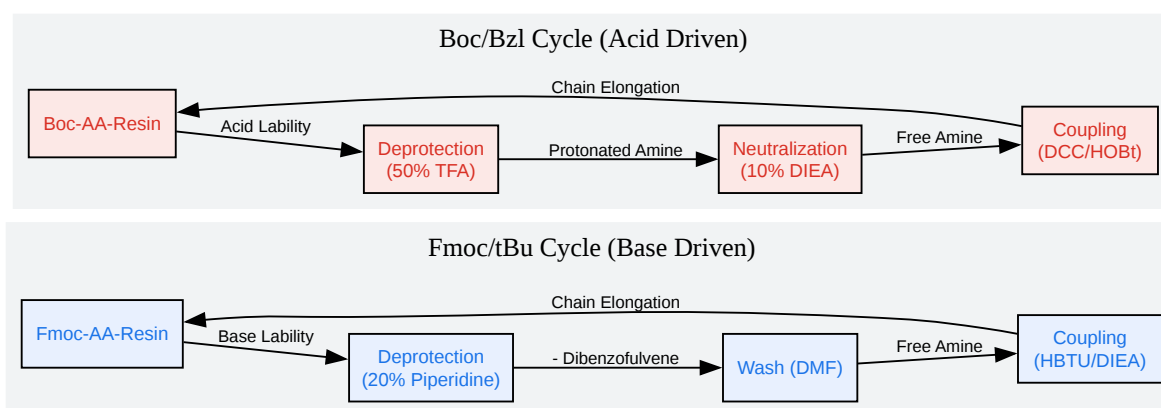 Boc/Bzl Cycle (Acid Driven)
Chain Elongation
Boc-AA-Resin
Acid Lability
Deprotection
(50% TFA)
Protonated Amine
Neutralization
(10% DIEA)
Free Amine
Coupling
(DCC/HOBt)
Fmoc/tBu Cycle (Base Driven)
Chain Elongation
Fmoc-AA-Resin
Base Lability
Deprotection
(20% Piperidine)
- Dibenzofulvene
Wash (DMF)
Free Amine
Coupling
(HBTU/DIEA)